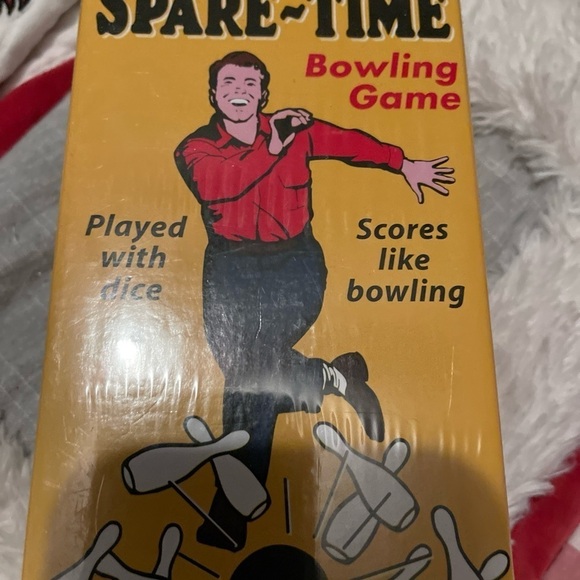 SPARE~TIME
Bowling
Game
Played
with
dice
Scores
like
bowling